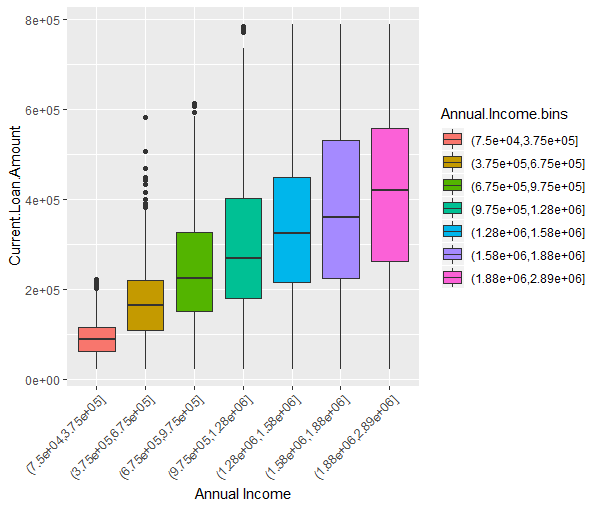 8e+05
6e+05
4e+05
2e+05
0e+00
Current.Loan.Amount
(7.5e+04,3.75e+05]
(3.75e+05,6.75e+05]
(6.75e+05,9.75e+05]
(9.75e+05,1.28e+06]
(1.28e+06,1.58e+06]
(1.58e+06,1.88e+06]
(1.88e+06,2.89e+06]
Annual Income
Annual.Income.bins
(7.5e+04,3.75e+05]
(3.75e+05,6.75e+05]
(6.75e+05,9.75e+05]
(9.75e+05,1.28e+06]
(1.28e+06,1.58e+06]
(1.58e+06,1.88e+06]
(1.88e+06,2.89e+06]